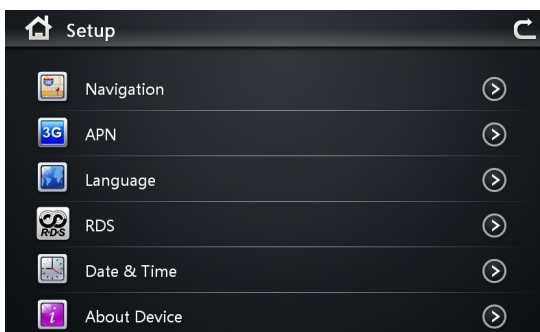 Setup
Navigation
3G APN
Language
RDS RDS
Date & Time
i About Device